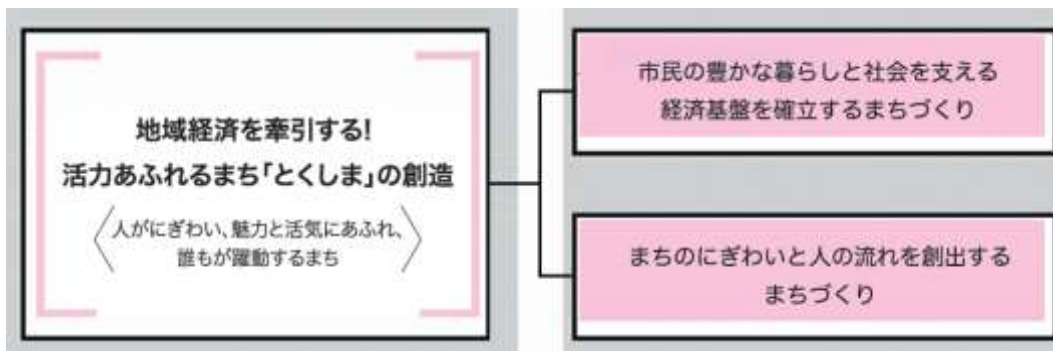 地域経済を牽引する!
活力あふれるまち「とくしま」の創造
〈人がにぎわい、魅力と活気にあふれ、
誰もが躍動するまち〉
市民の豊かな暮らしと社会を支える
経済基盤を確立するまちづくり
まちのにぎわいと人の流れを創出する
まちづくり